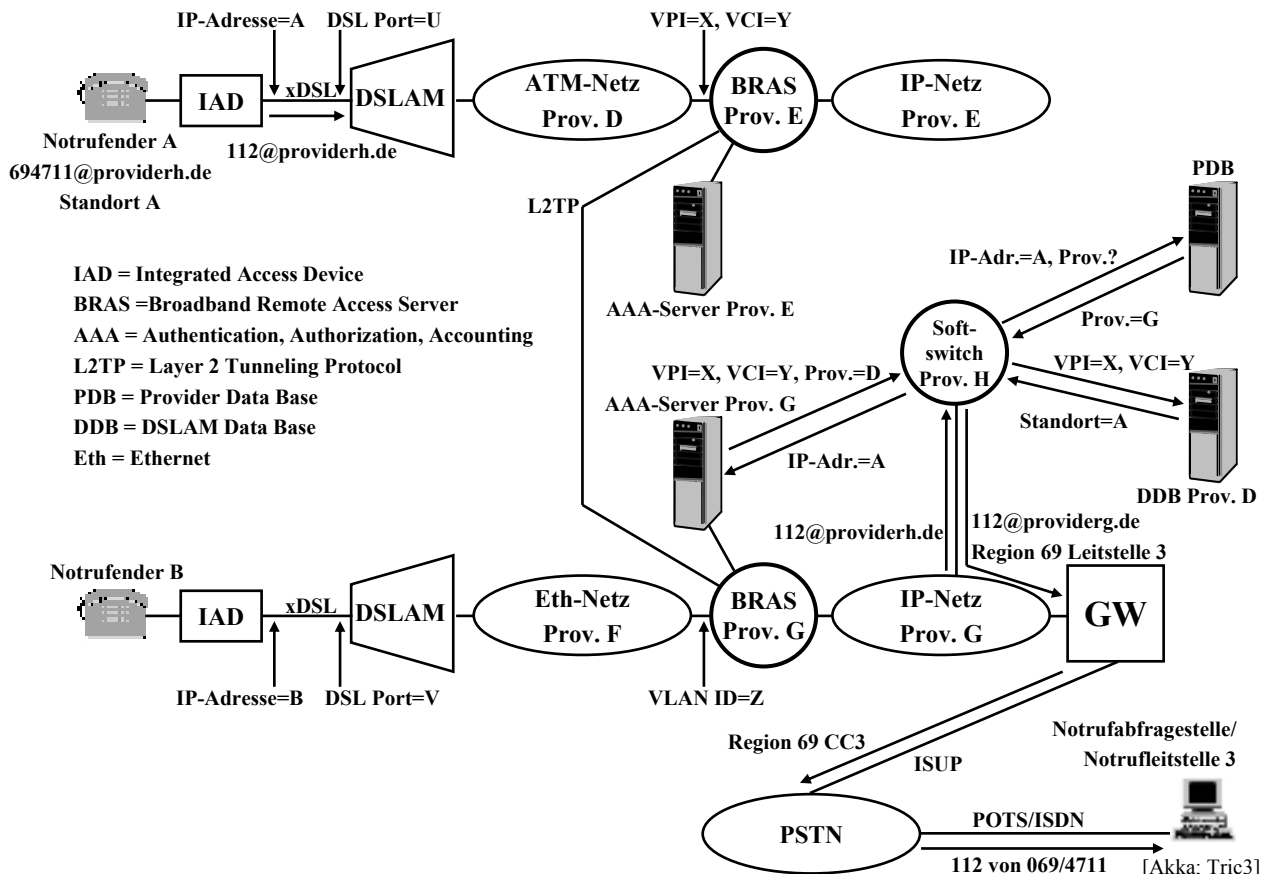 IP-Adresse=A
DSL Port=U
VPI=X, VCI=Y
IAD
xDSL
DSLAM
ATM-Netz
Prov. D
BRAS
Prov. E
IP-Netz
Prov. E
Notrufender A
694711@providerh.de
Standort A
112@providerh.de
L2TP
AAA-Server Prov. E
PDB
IP-Adr.=A, Prov.?
Prov.=G
IAD = Integrated Access Device
BRAS =Broadband Remote Access Server
AAA = Authentication, Authorization, Accounting
L2TP = Layer 2 Tunneling Protocol
PDB = Provider Data Base
DDB = DSLAM Data Base
Eth = Ethernet
Soft-
switch
Prov. H
VPI=X, VCI=Y
Standort=A
DDB Prov. D
VPI=X, VCI=Y, Prov.=D
AAA-Server Prov. G
IP-Adr.=A
112@providerh.de
112@providerg.de
Region 69 Leitstelle 3
Notrufender B
IAD
xDSL
DSLAM
Eth-Netz
Prov. F
BRAS
Prov. G
IP-Netz
Prov. G
GW
IP-Adresse=B
DSL Port=V
VLAN ID=Z
Region 69 CC3
ISUP
Notrufabfragestelle/
Notrufleitstelle 3
PSTN
POTS/ISDN
112 von 069/4711
[Akka; Tric3]